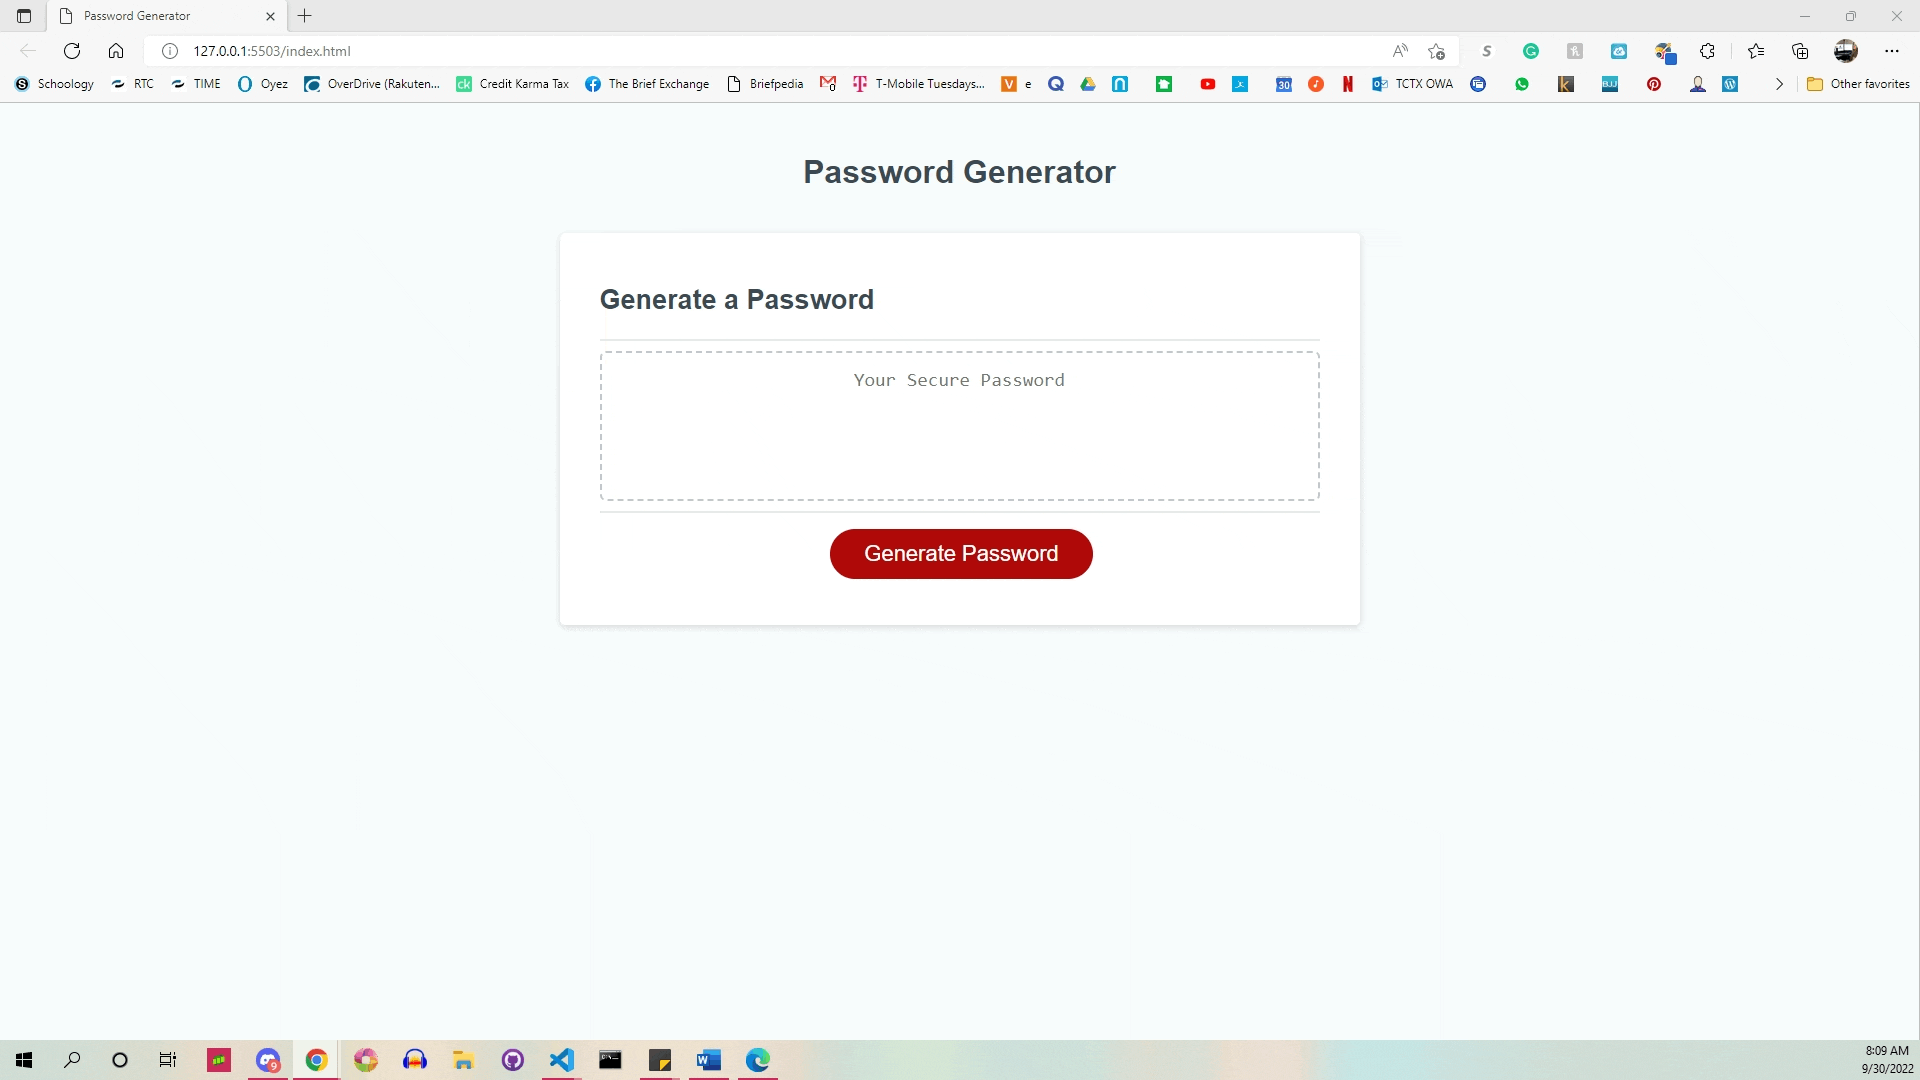 Password Generator
127.0.0.1:5503/index.html
Schoology RTC TIME Oyez OverDrive (Rakuten... Credit Karma Tax The Brief Exchange Briefpedia T-Mobile Tuesdays... e TCTX OWA Other favorites
Password Generator
Generate a Password
Your Secure Password
Generate Password
8:09 AM
9/30/2022